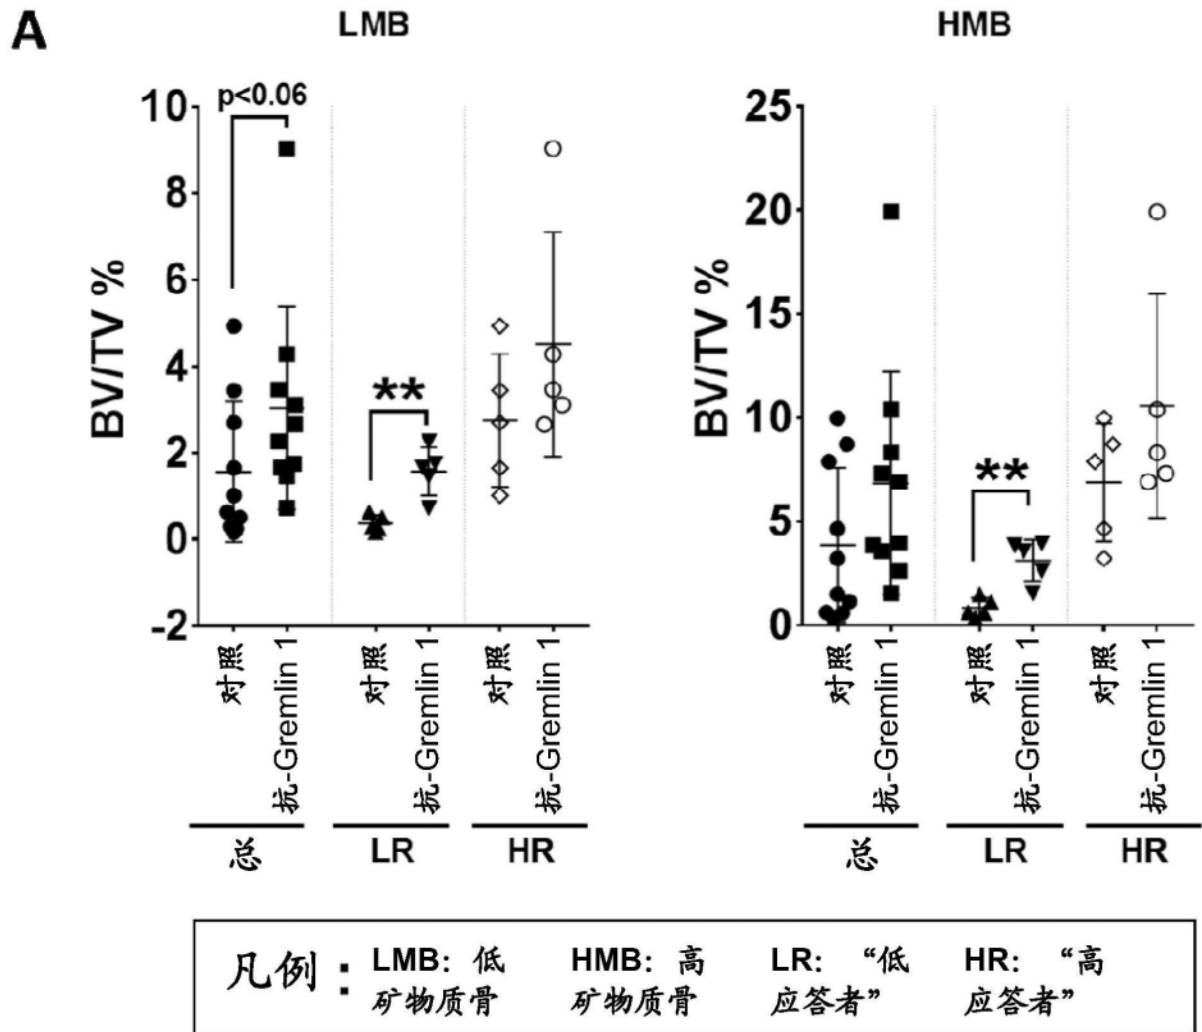 A
LMB
HMB
p<0.06
10
8
6
4
2
0
-2
BV/TV %
**
对照
抗-Gremlin 1
对照
抗-Gremlin 1
对照
抗-Gremlin 1
总
LR
HR
25
20
15
10
5
0
BV/TV %
**
对照
抗-Gremlin 1
对照
抗-Gremlin 1
对照
抗-Gremlin 1
总
LR
HR
凡例:
LMB: 低
矿物质骨
HMB: 高
矿物质骨
LR: “低
应答者”
HR: “高
应答者”